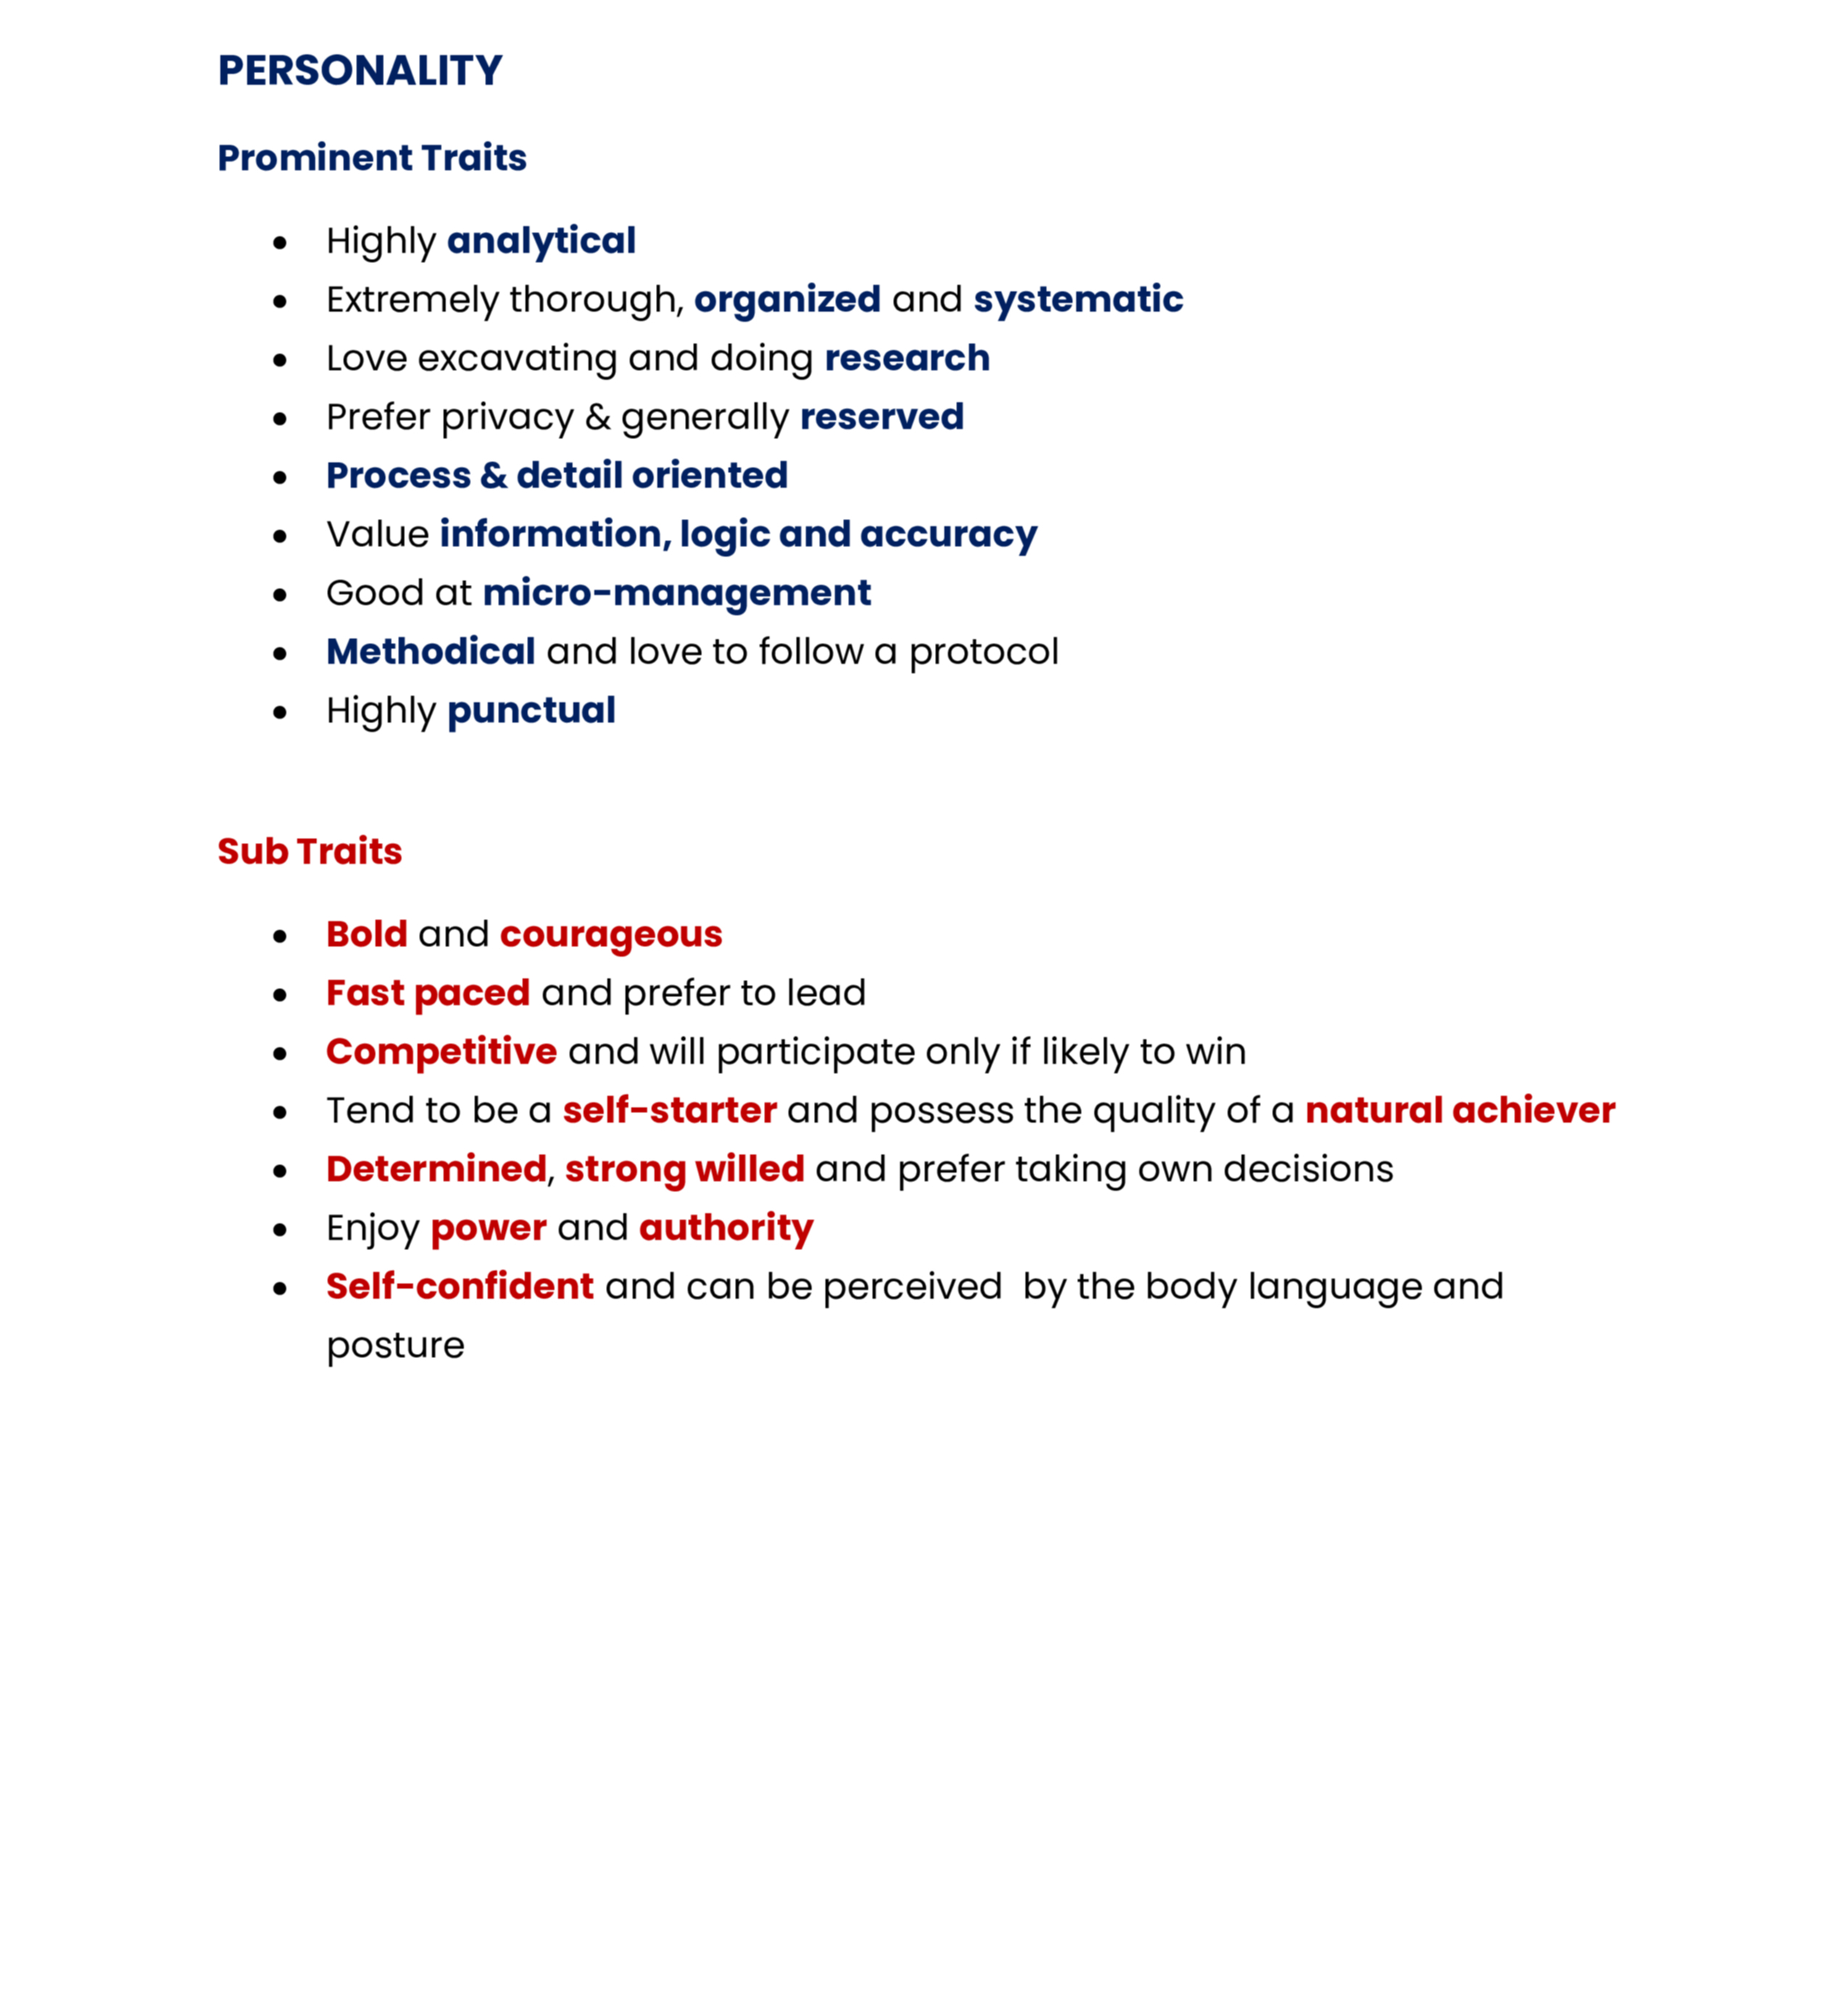 PERSONALITY
Prominent Traits
• Highly analytical
• Extremely thorough, organized and systematic
• Love excavating and doing research
• Prefer privacy & generally reserved
• Process & detail oriented
• Value information, logic and accuracy
• Good at micro-management
• Methodical and love to follow a protocol
• Highly punctual
Sub Traits
• Bold and courageous
• Fast paced and prefer to lead
• Competitive and will participate only if likely to win
• Tend to be a self-starter and possess the quality of a natural achiever
• Determined, strong willed and prefer taking own decisions
• Enjoy power and authority
• Self-confident and can be perceived  by the body language and
posture